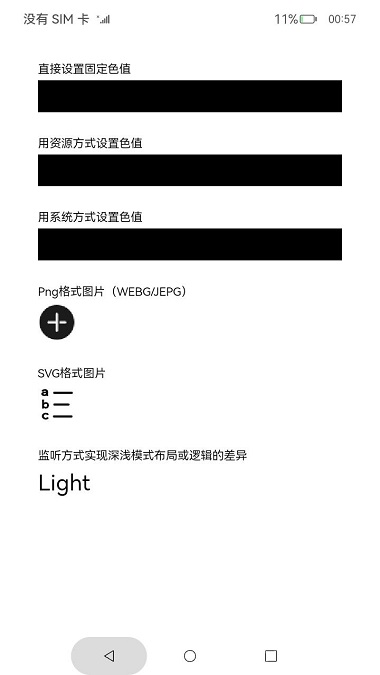 没有 SIM 卡 11% 00:57
直接设置固定色值
用资源方式设置色值
用系统方式设置色值
Png格式图片（WEBG/JEPG）
SVG格式图片
a
b
c
监听方式实现深浅模式布局或逻辑的差异
Light